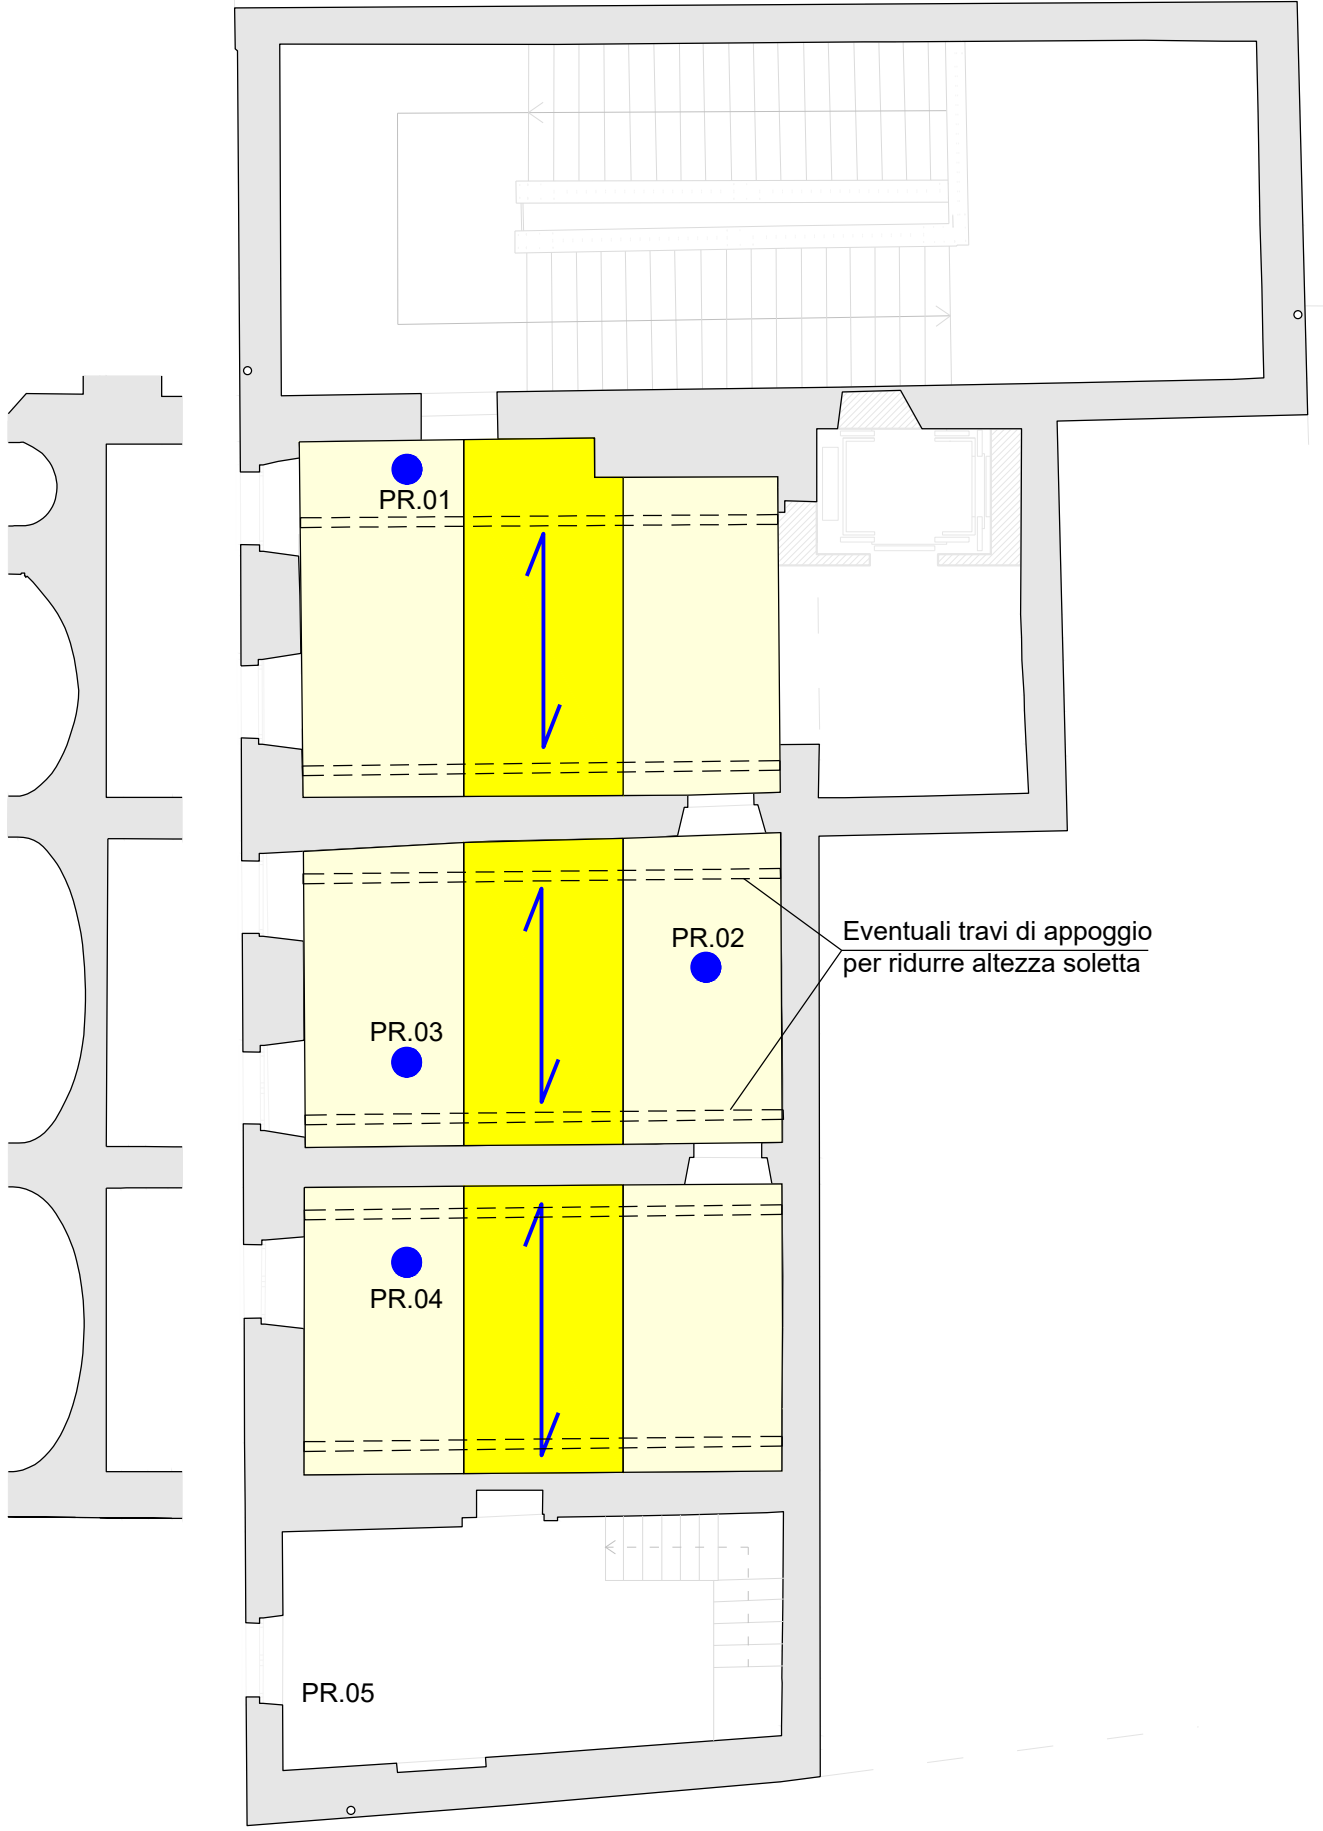 PR.01
Eventuali travi di appoggio
per ridurre altezza soletta
PR.02
PR.03
PR.04
PR.05